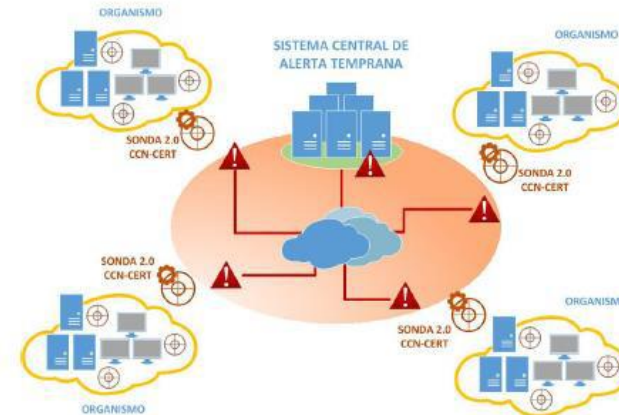 ORGANISMO
ORGANISMO
SISTEMA CENTRAL DE
ALERTA TEMPRANA
SONDA 2.0
CCN-CERT
SONDA 2.0
CCN-CERT
SONDA 2.0
CCN-CERT
SONDA 2.0
CCN-CERT
ORGANISM
ORGANISMO